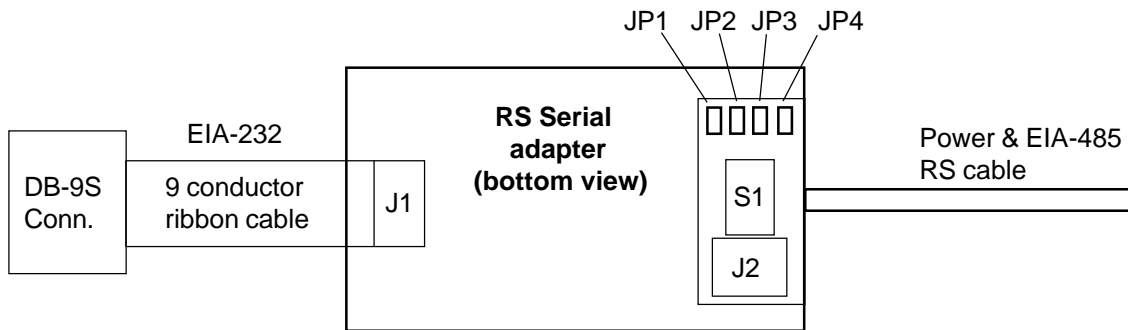 JP1 JP2 JP3 JP4
RS Serial
adapter
(bottom view)
EIA-232
DB-9S
Conn.
9 conductor
ribbon cable
J1
S1
J2
Power & EIA-485
RS cable